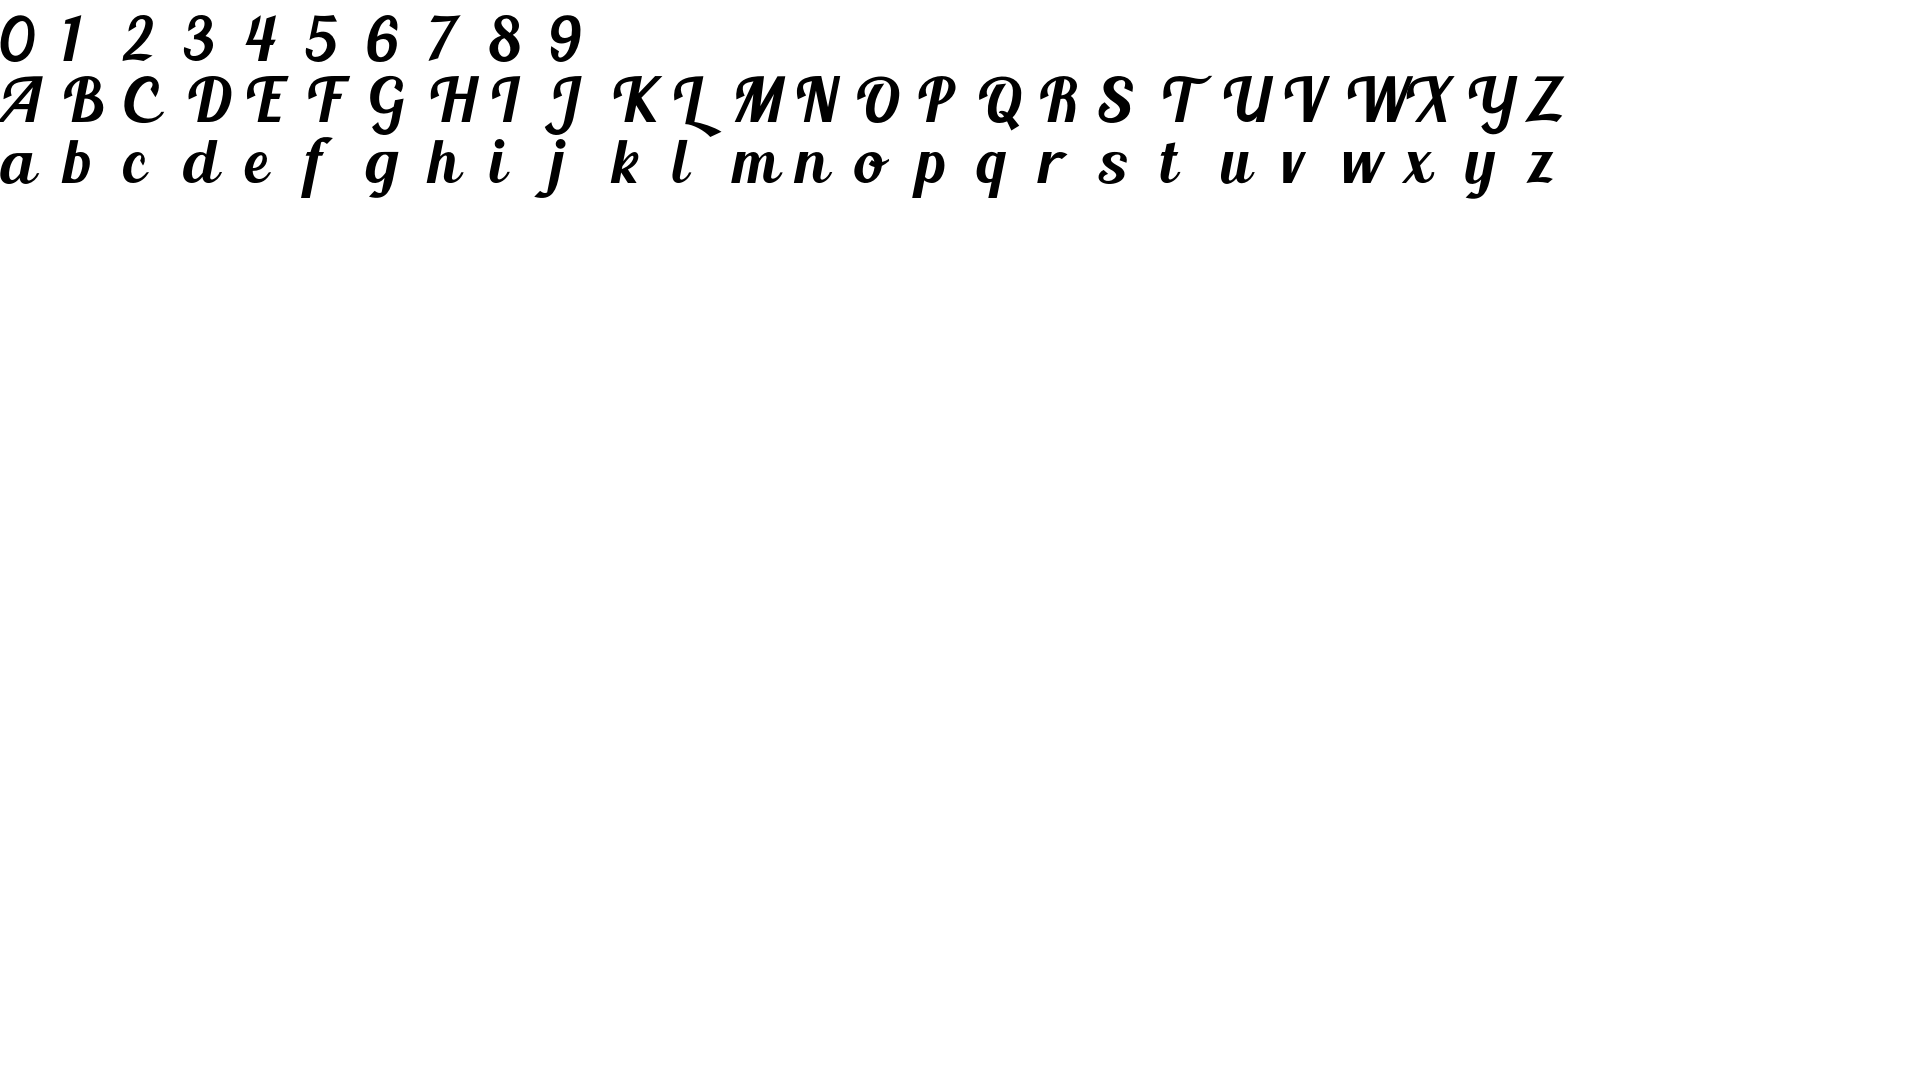 0 1 2 3 4 5 6 7 8 9
A B C D E F G H I J K L M N O P Q R S T U V W X Y Z
a b c d e f g h i j k l m n o p q r s t u v w x y z